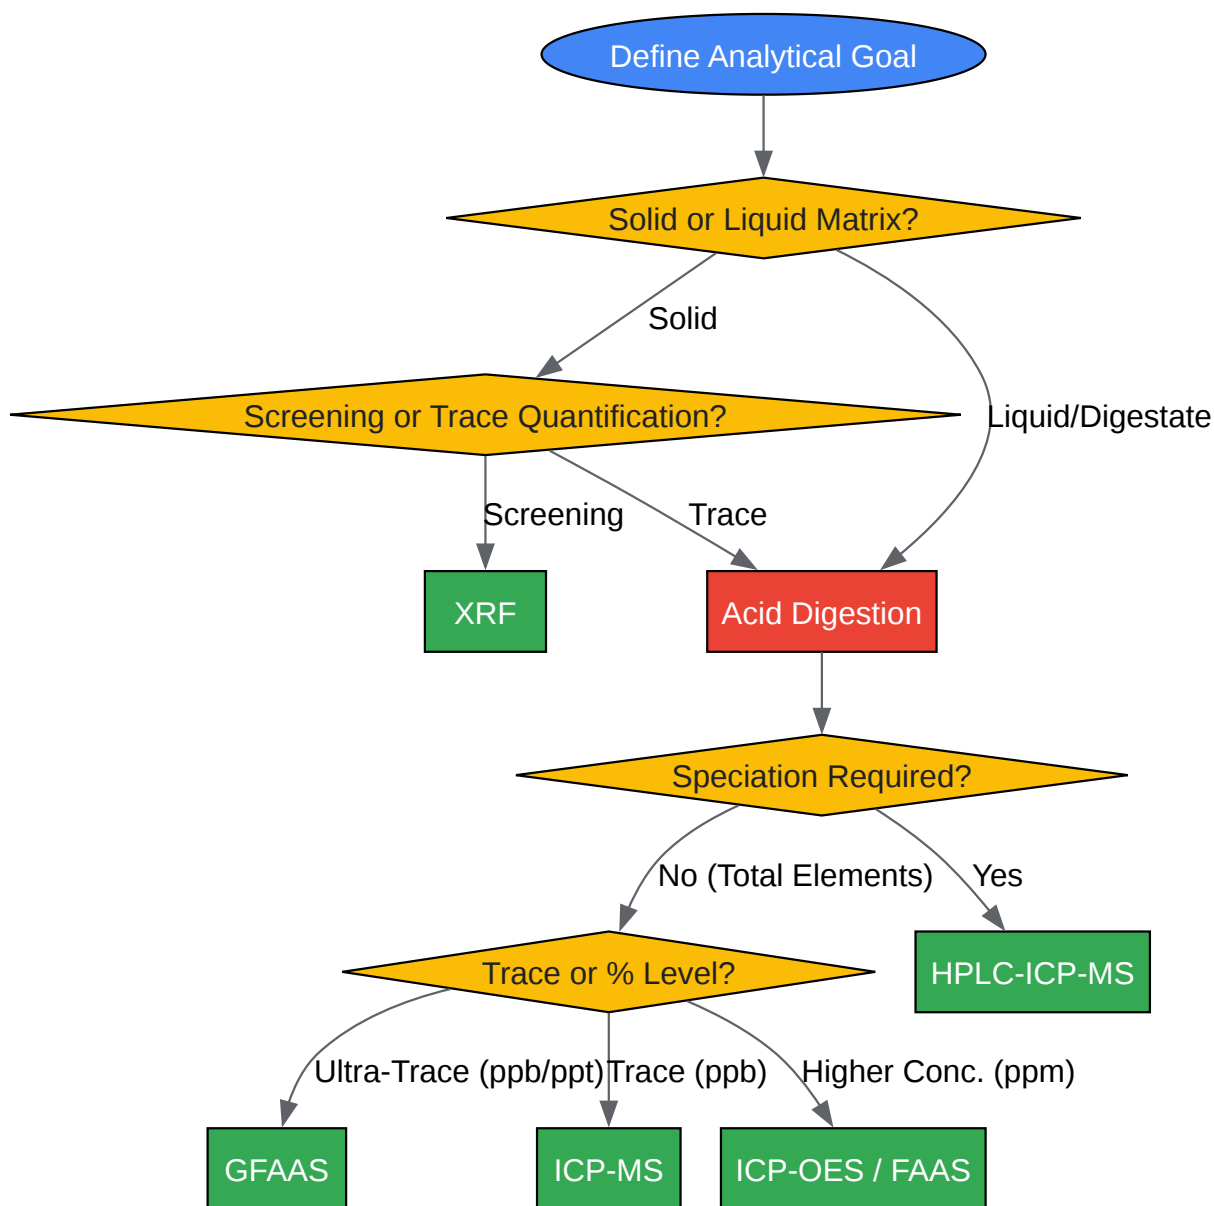 Define Analytical Goal
Solid or Liquid Matrix?
Solid
Screening or Trace Quantification?
Liquid/Digestate
Screening
Trace
XRF
Acid Digestion
Speciation Required?
No (Total Elements)
Yes
Trace or % Level?
HPLC-ICP-MS
Ultra-Trace (ppb/ppt)
Trace (ppb)
Higher Conc. (ppm)
GFAAS
ICP-MS
ICP-OES / FAAS